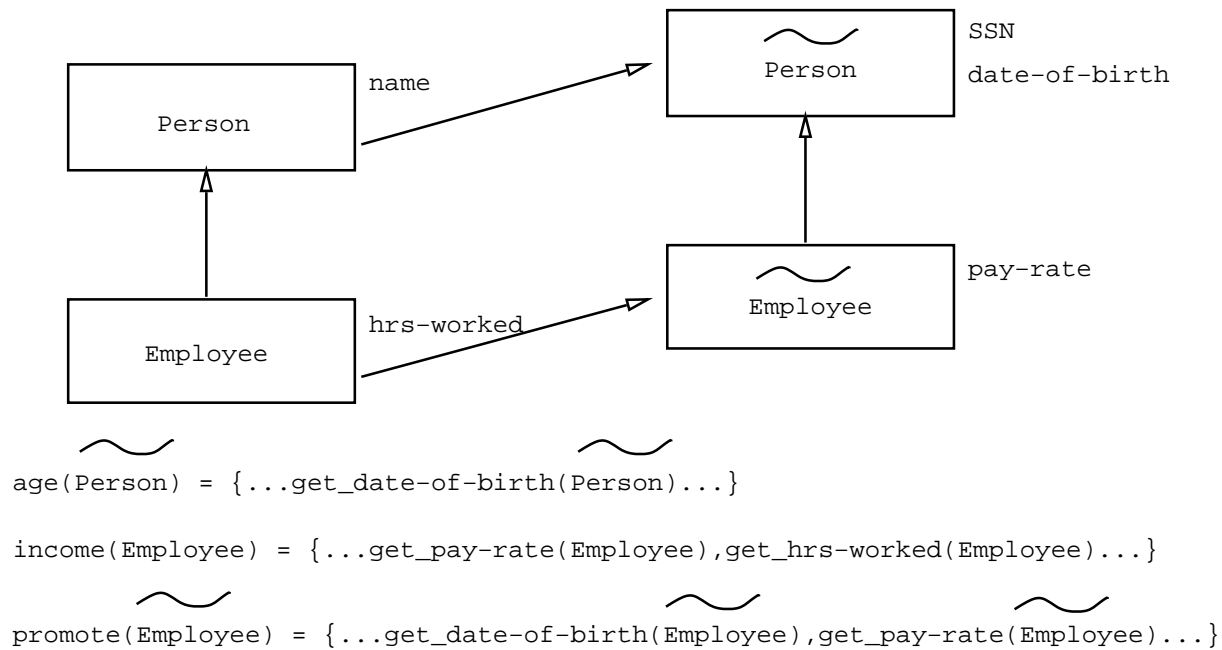 SSN
Person
date-of-birth
name
Person
pay-rate
Employee
hrs-worked
Employee
age(Person) = {...get_date-of-birth(Person)...}
income(Employee) = {...get_pay-rate(Employee),get_hrs-worked(Employee)...}
promote(Employee) = {...get_date-of-birth(Employee),get_pay-rate(Employee)...}